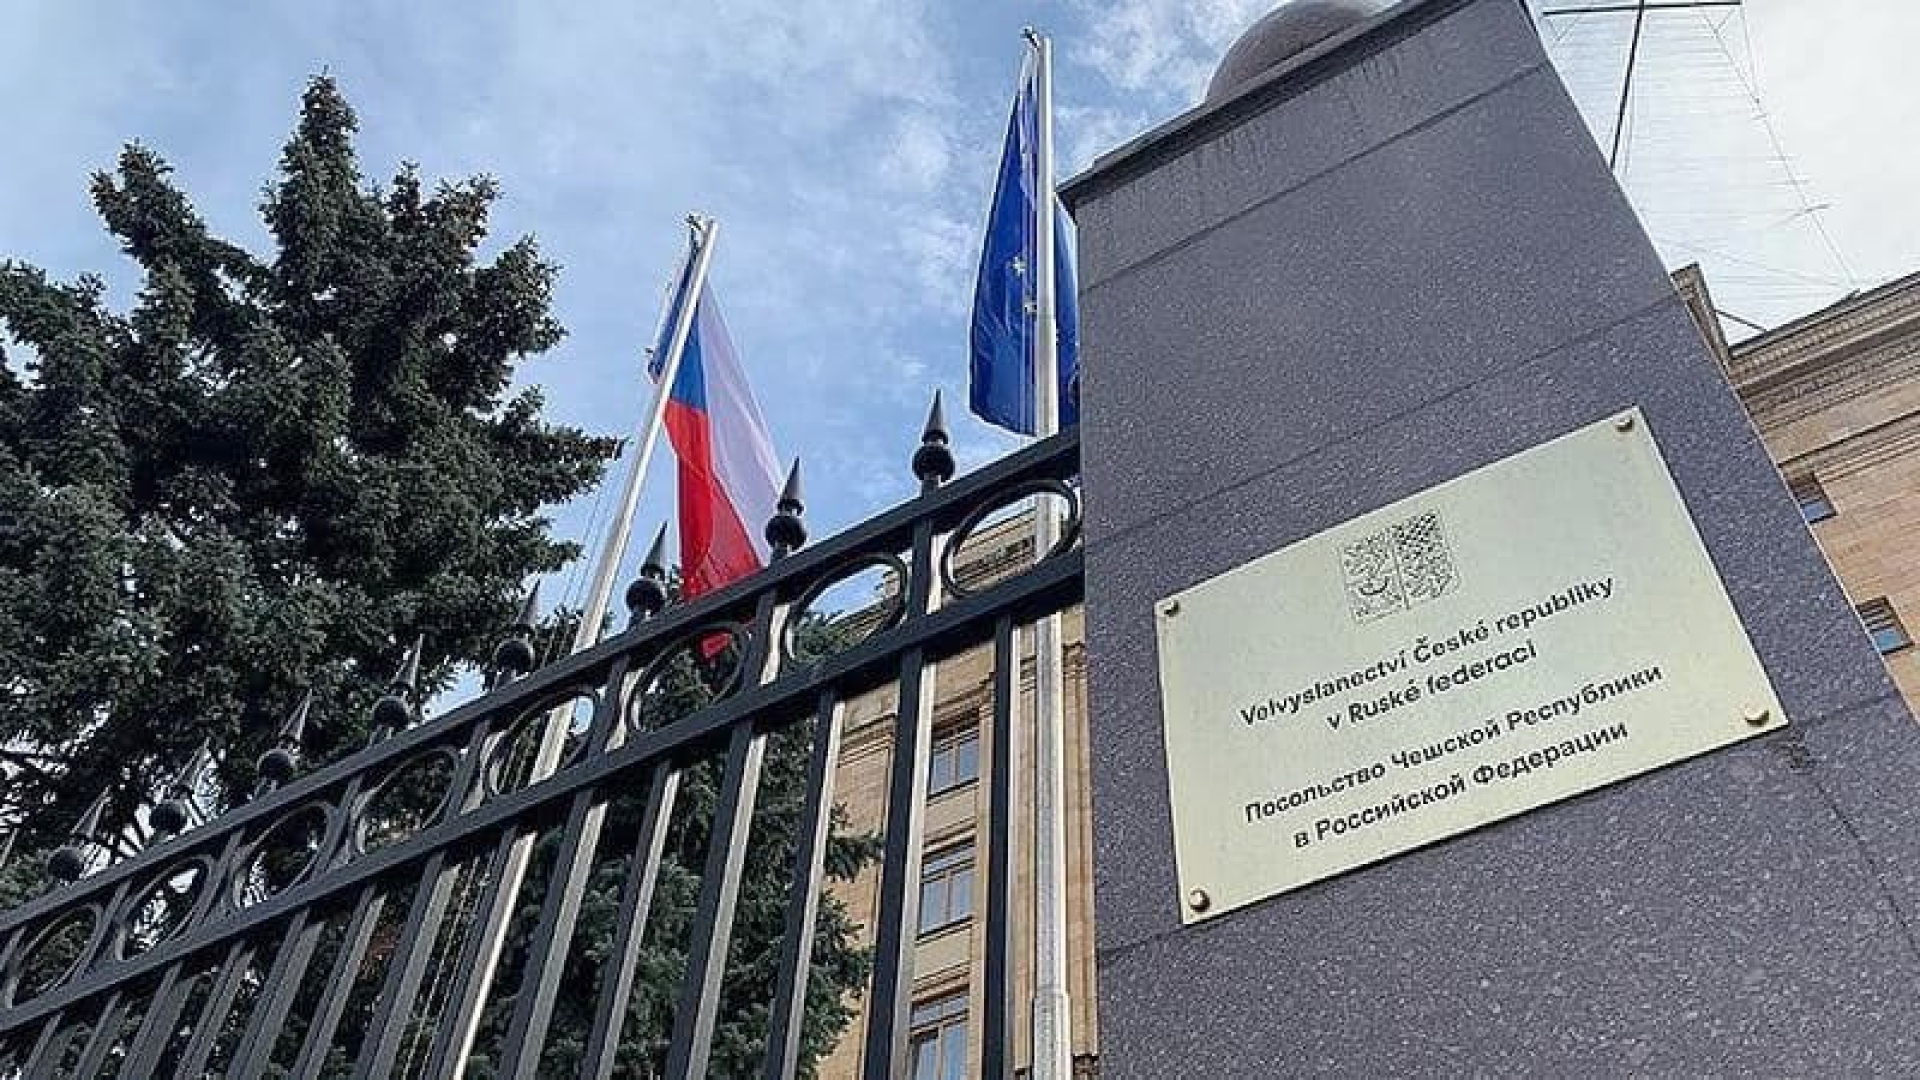 Velvyslanectví České republiky
v Ruské federaci
Посольство Чешской Республики
в Российской Федерации